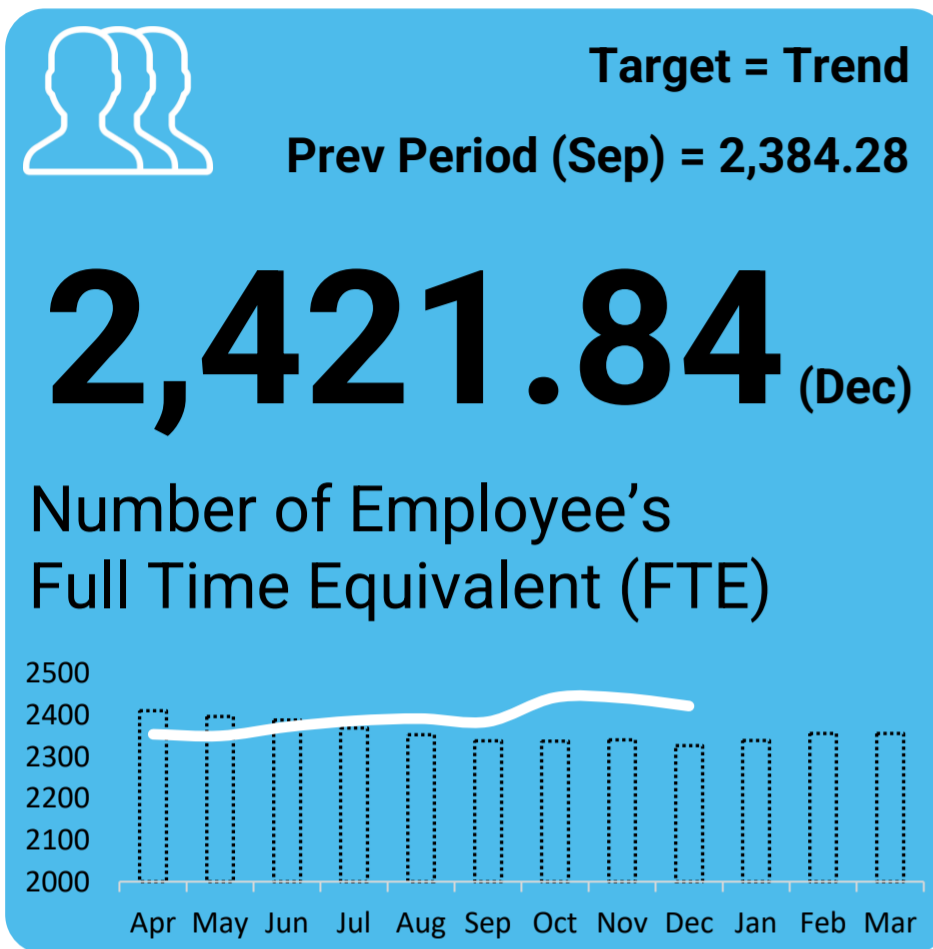 Target = Trend
Prev Period (Sep) = 2,384.28
2,421.84 (Dec)
Number of Employee’s
Full Time Equivalent (FTE)
2500
2400
2300
2200
2100
2000
Apr May Jun Jul Aug Sep Oct Nov Dec Jan Feb Mar